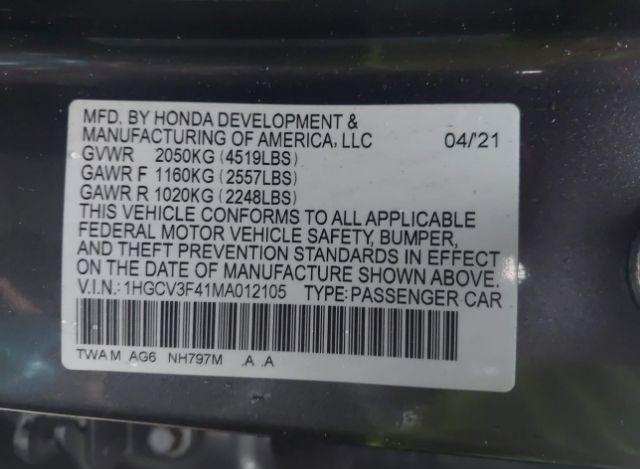 MFD. BY HONDA DEVELOPMENT &
MANUFACTURING OF AMERICA, LLC 04/'21
GVWR 2050KG (4519LBS)
GAWR F 1160KG (2557LBS)
GAWR R 1020KG (2248LBS)
THIS VEHICLE CONFORMS TO ALL APPLICABLE
FEDERAL MOTOR VEHICLE SAFETY, BUMPER,
AND THEFT PREVENTION STANDARDS IN EFFECT
ON THE DATE OF MANUFACTURE SHOWN ABOVE.
V.I.N.: 1HGCV3F41MA012105 TYPE: PASSENGER CAR
TWA M AG6 NH797M .A .A